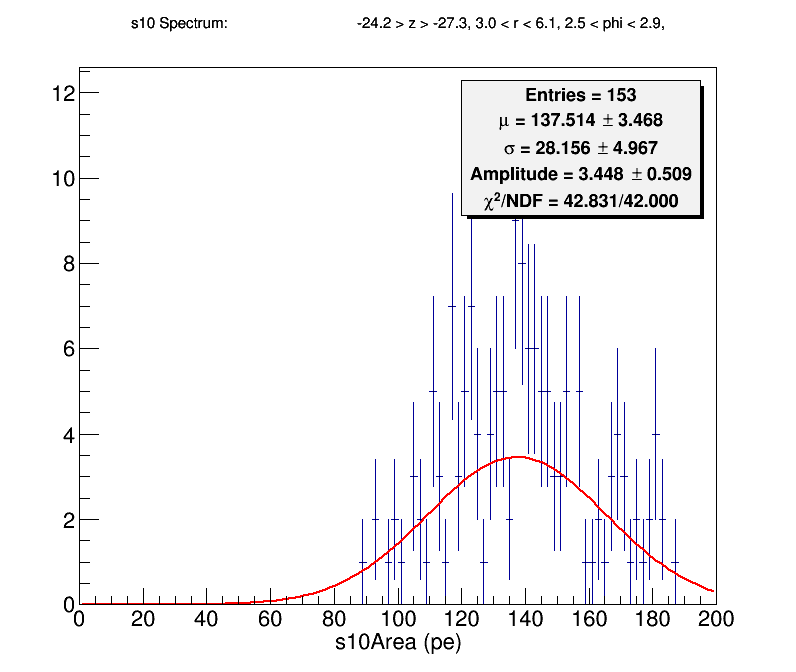 s10 Spectrum: -24.2 > z > -27.3, 3.0 < r < 6.1, 2.5 < phi < 2.9,
Entries = 153
μ = 137.514 ± 3.468
σ = 28.156 ± 4.967
Amplitude = 3.448 ± 0.509
χ²/NDF = 42.831/42.000
12
10
8
6
4
2
0
0 20 40 60 80 100 120 140 160 180 200
s10Area (pe)